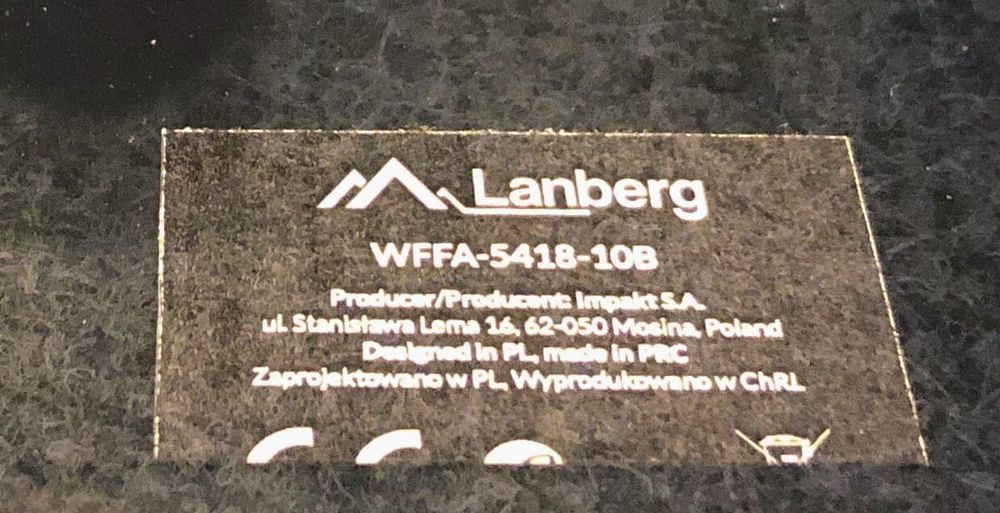 Lanberg
WFFA-5418-10B
Producer/Producent: Impakt S.A.
ul. Stanisława Lema 16, 62-050 Mosina, Poland
Designed in PL, made in PRC
Zaprojektowano w PL, Wyprodukowano w ChRL